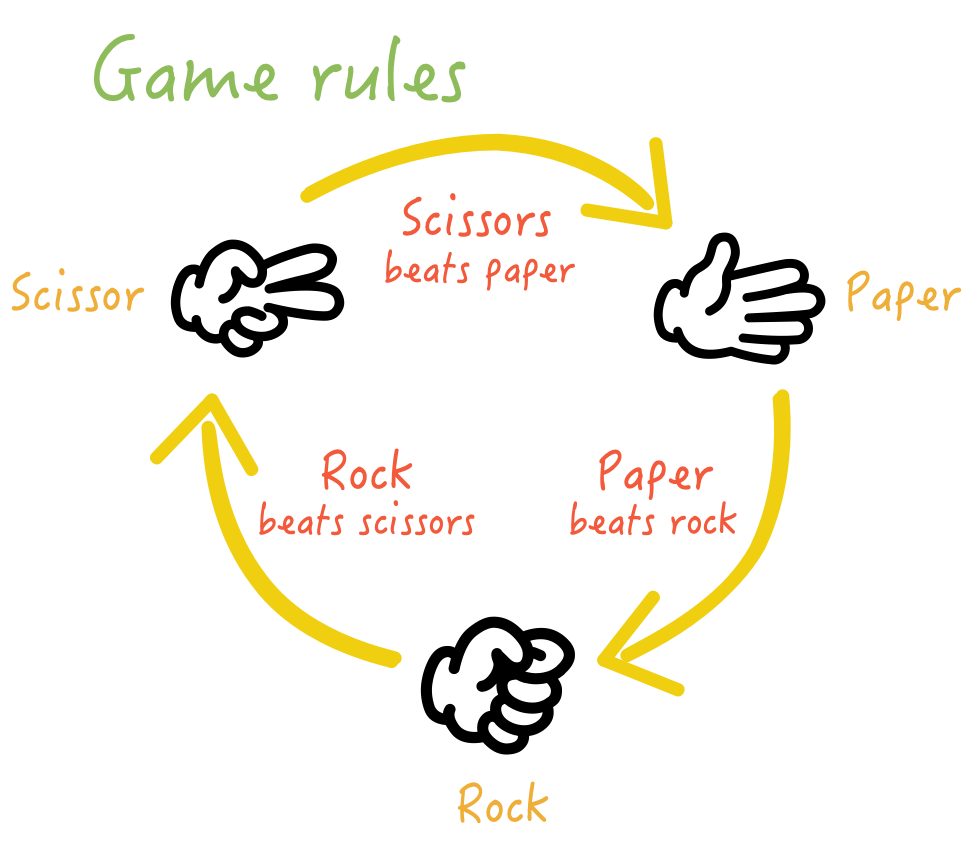 Game rules
Scissors
beats paper
Scissor
Paper
Rock
beats scissors
Paper
beats rock
Rock